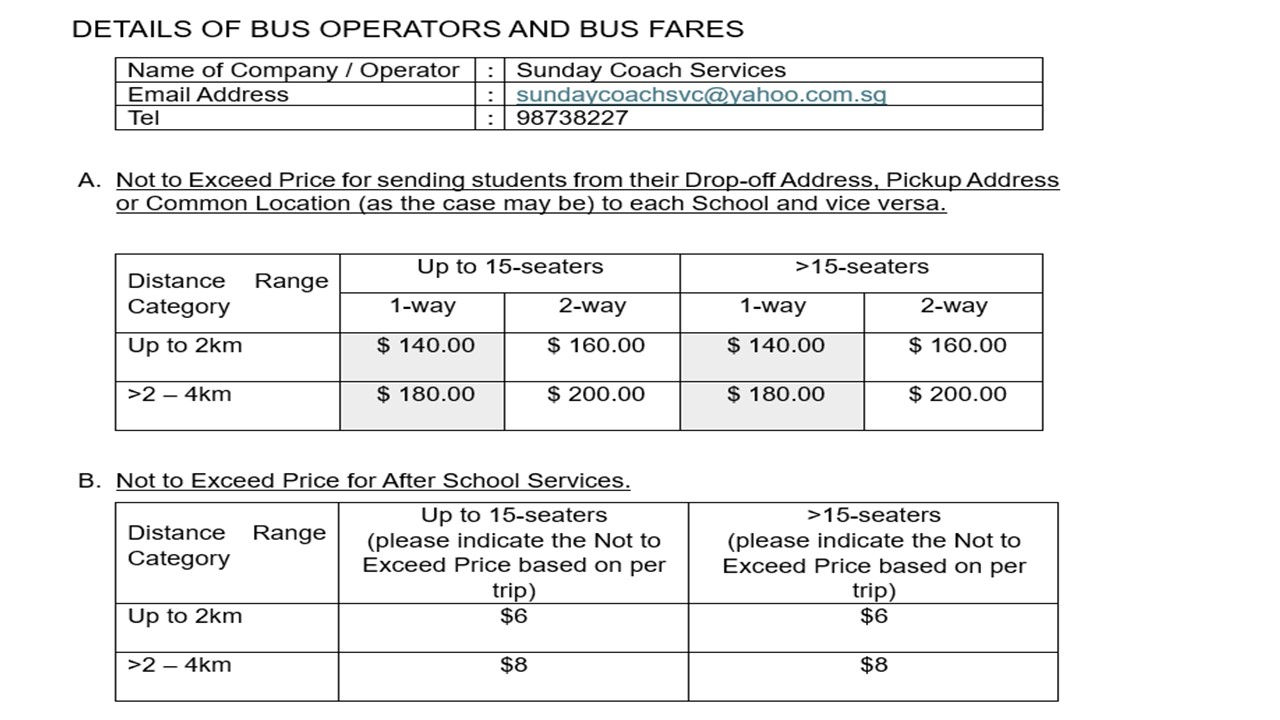 DETAILS OF BUS OPERATORS AND BUS FARES
Name of Company / Operator : Sunday Coach Services
Email Address : sundaycoachsvc@yahoo.com.sg
Tel : 98738227
A. Not to Exceed Price for sending students from their Drop-off Address, Pickup Address
or Common Location (as the case may be) to each School and vice versa.
Distance Range
Category
Up to 15-seaters >15-seaters
1-way 2-way 1-way 2-way
Up to 2km $ 140.00 $ 160.00 $ 140.00 $ 160.00
>2 – 4km $ 180.00 $ 200.00 $ 180.00 $ 200.00
B. Not to Exceed Price for After School Services.
Distance Range
Category
Up to 15-seaters
(please indicate the Not to
Exceed Price based on per
trip)
>15-seaters
(please indicate the Not to
Exceed Price based on per
trip)
Up to 2km $6 $6
>2 – 4km $8 $8